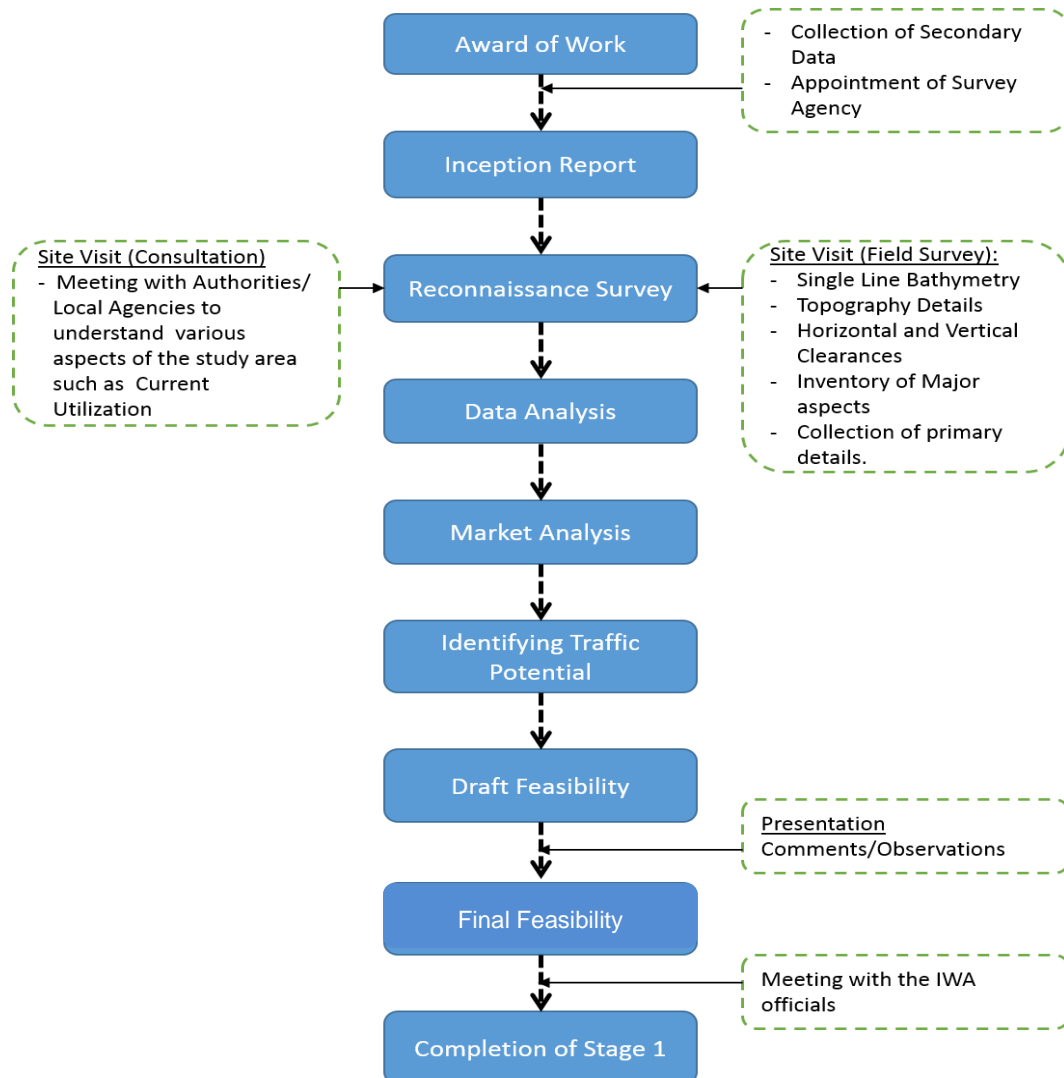 Award of Work
- Collection of Secondary
Data
- Appointment of Survey
Agency
Inception Report
Site Visit (Consultation)
- Meeting with Authorities/
Local Agencies to
understand various
aspects of the study area
such as Current
Utilization
Reconnaissance Survey
Site Visit (Field Survey):
- Single Line Bathymetry
- Topography Details
- Horizontal and Vertical
Clearances
- Inventory of Major
aspects
- Collection of primary
details.
Data Analysis
Market Analysis
Identifying Traffic
Potential
Draft Feasibility
Presentation
Comments/Observations
Final Feasibility
Meeting with the IWA
officials
Completion of Stage 1